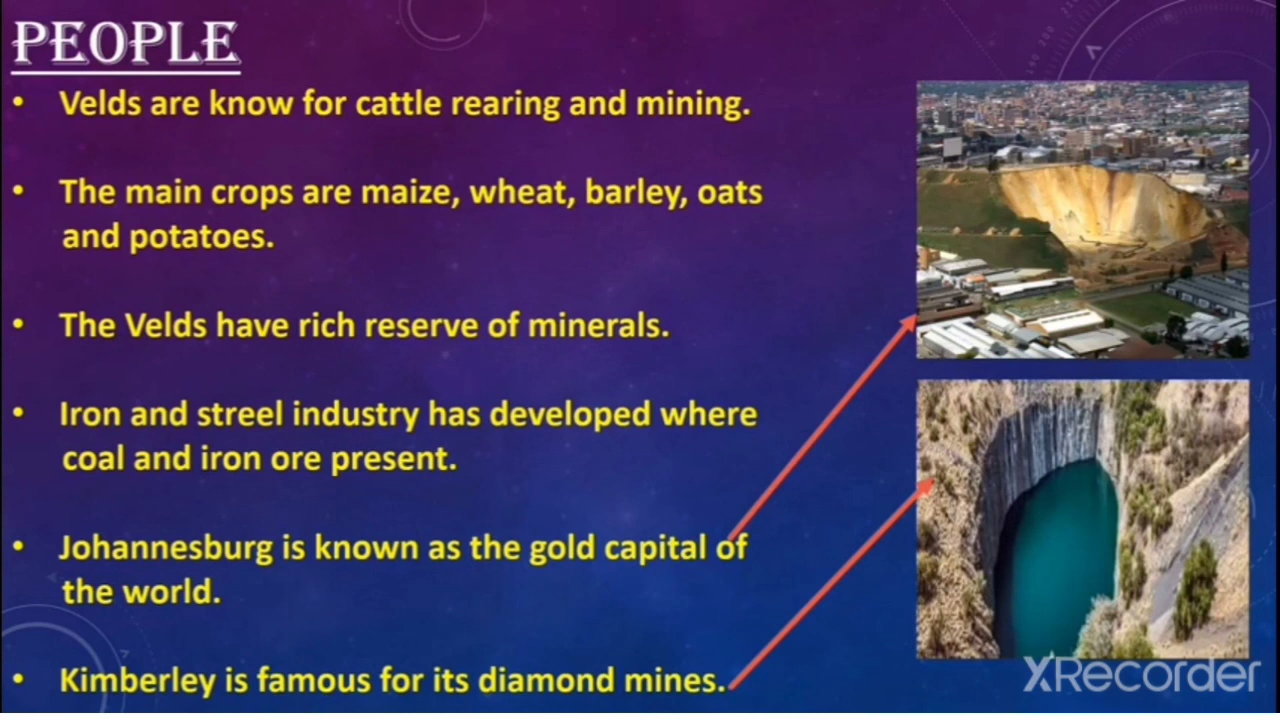 PEOPLE
• Velds are know for cattle rearing and mining.
• The main crops are maize, wheat, barley, oats
and potatoes.
• The Velds have rich reserve of minerals.
• Iron and streel industry has developed where
coal and iron ore present.
• Johannesburg is known as the gold capital of
the world.
• Kimberley is famous for its diamond mines.
XRecorder